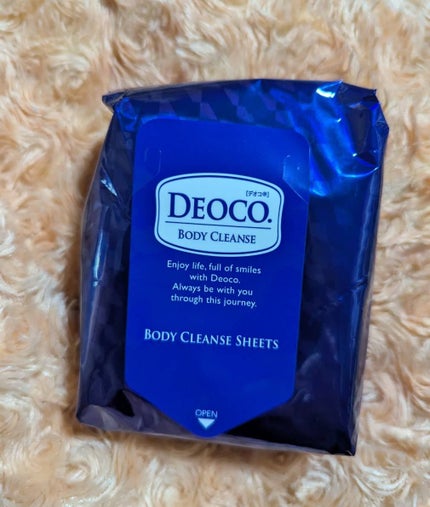 [デオコ®]
DEOCO.
BODY CLEANSE
Enjoy life, full of smiles
with Deoco.
Always be with you
through this journey.
BODY CLEANSE SHEETS
OPEN